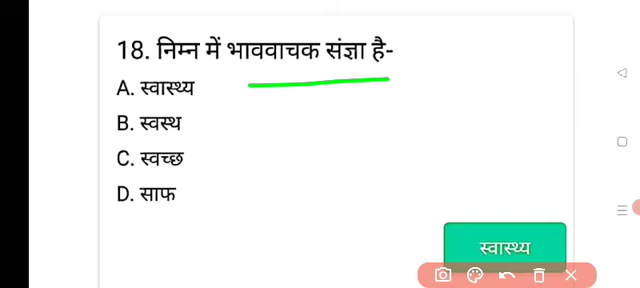 18. निम्न में भाववाचक संज्ञा है-
A. स्वास्थ्य
B. स्वस्थ
C. स्वच्छ
D. साफ
स्वास्थ्य